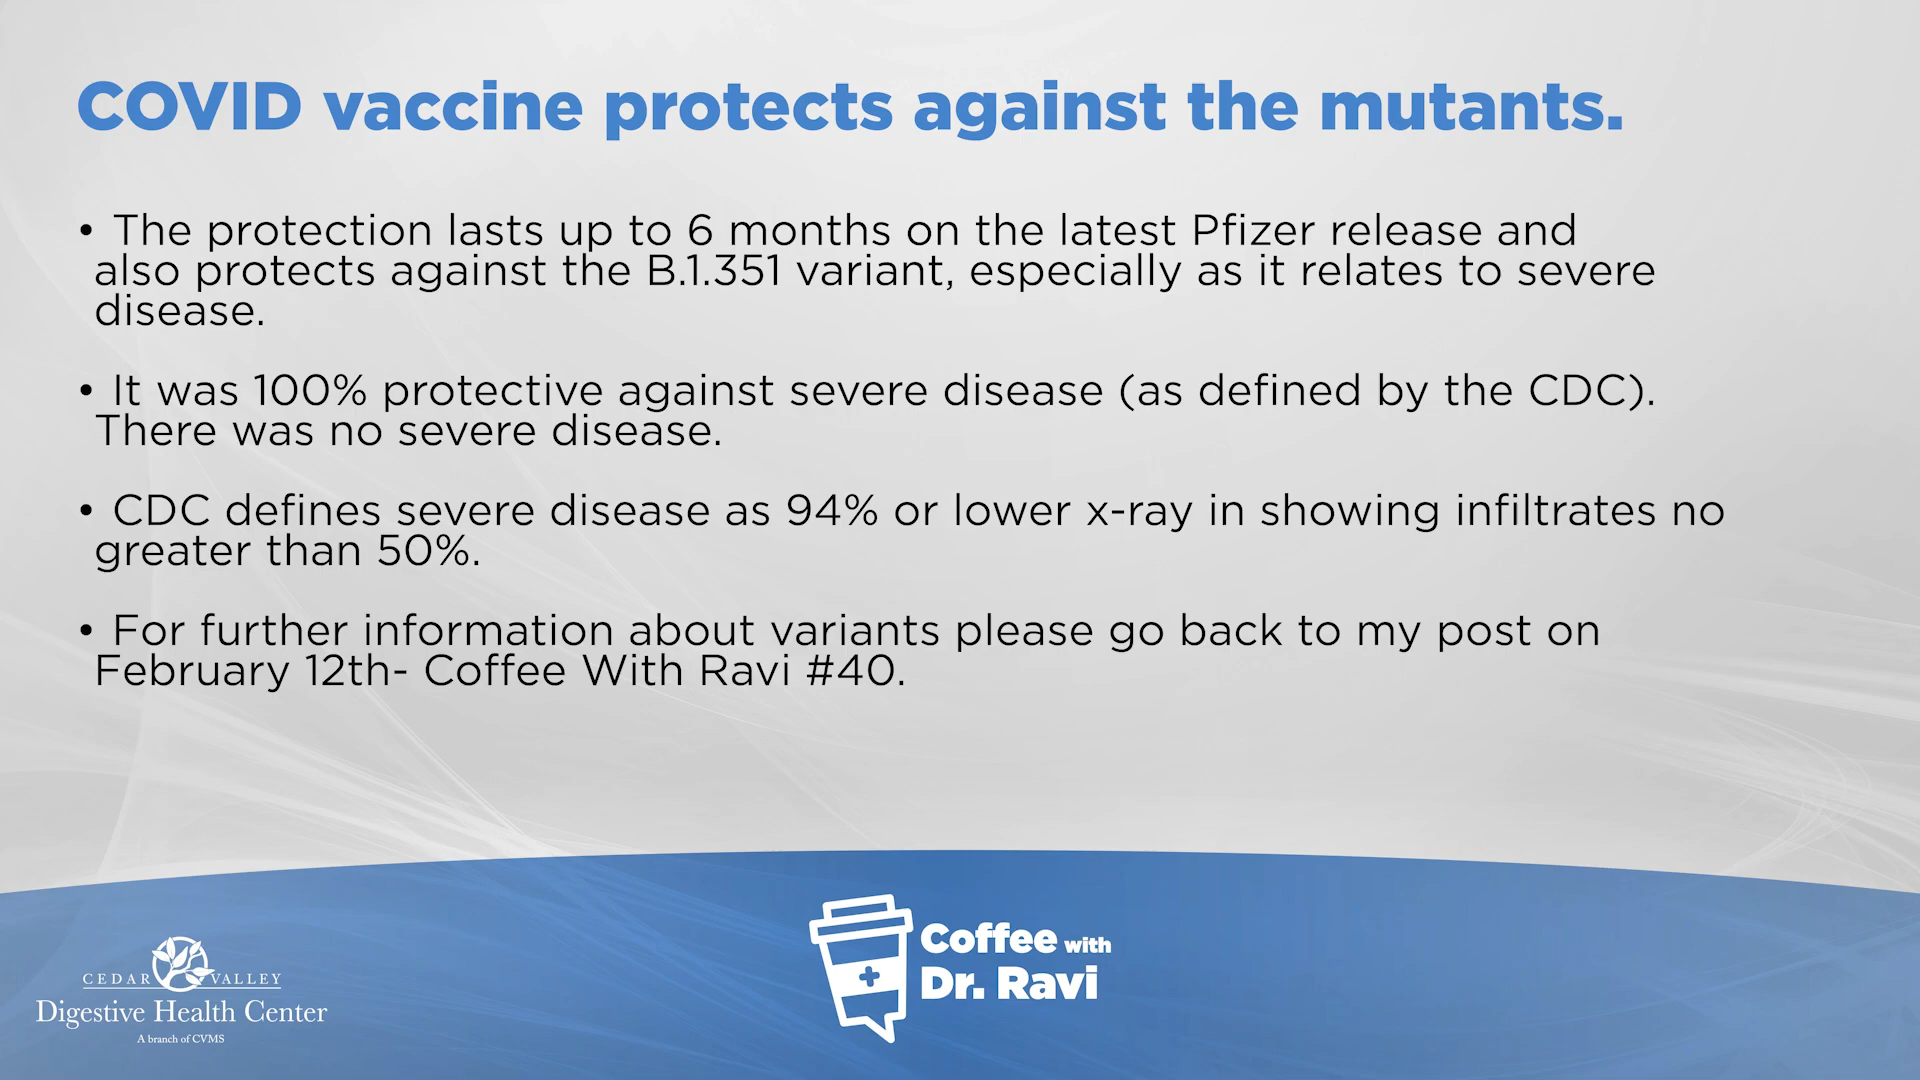 COVID vaccine protects against the mutants.
• The protection lasts up to 6 months on the latest Pfizer release and
also protects against the B.1.351 variant, especially as it relates to severe
disease.
• It was 100% protective against severe disease (as defined by the CDC).
There was no severe disease.
• CDC defines severe disease as 94% or lower x-ray in showing infiltrates no
greater than 50%.
• For further information about variants please go back to my post on
February 12th- Coffee With Ravi #40.
Coffee with
Dr. Ravi
CEDAR VALLEY
Digestive Health Center
A branch of CVMS